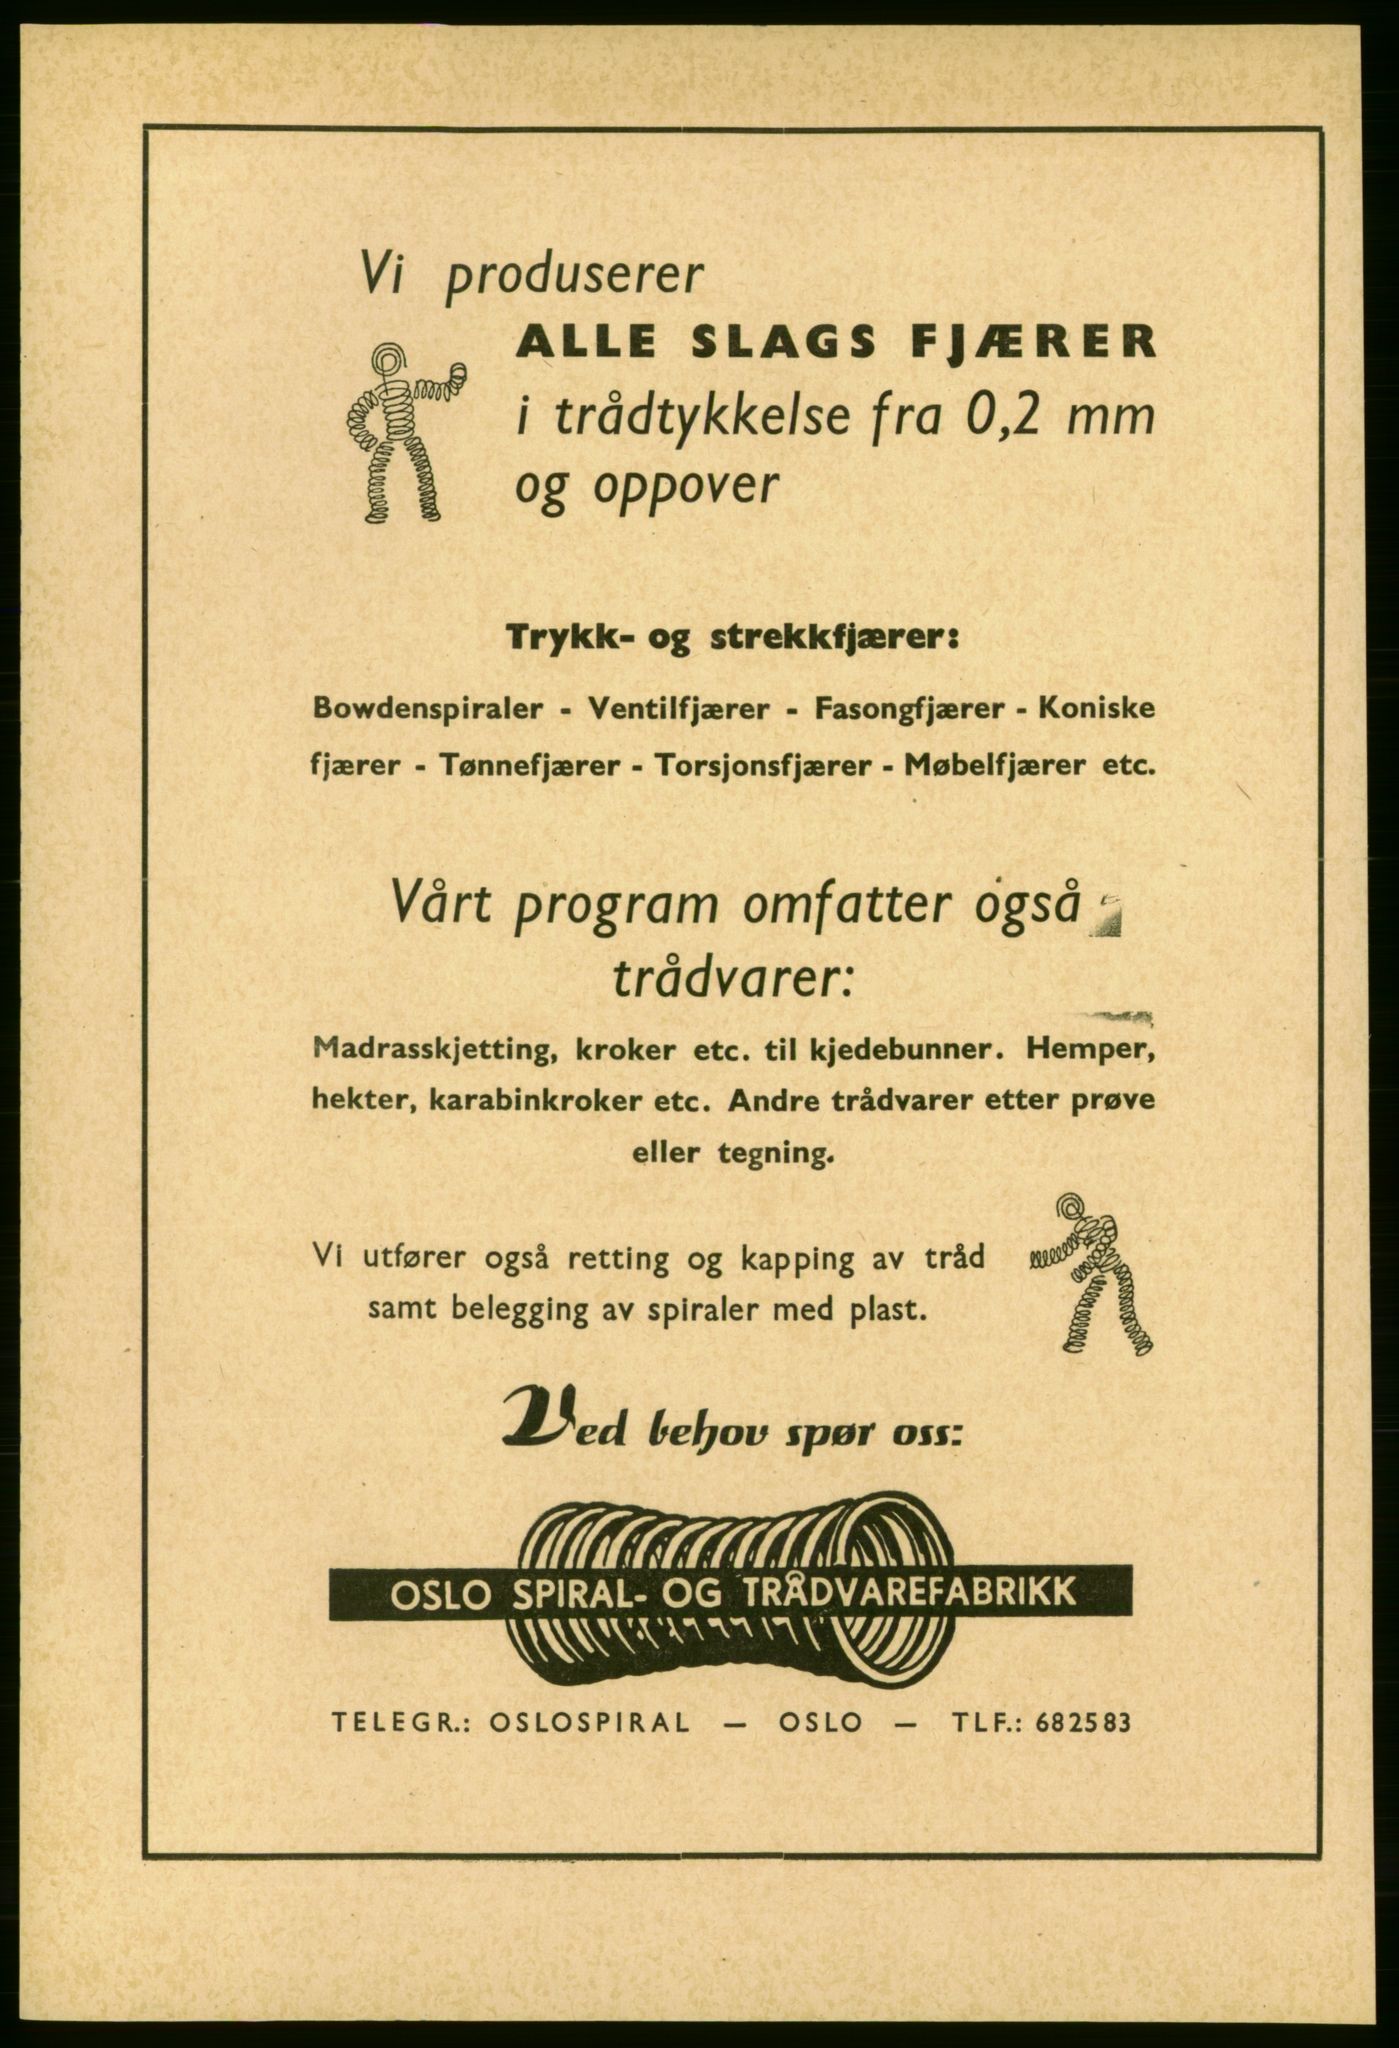 Vi produserer
ALLE SLAGS FJÆRER
i trådtykkelse fra 0,2 mm
og oppover
Trykk- og strekkfjærer:
Bowdenspiraler - Ventilfjærer - Fasongfjærer - Koniske
fjærer - Tønnefjærer - Torsjonsfjærer - Møbelfjærer etc.
Vårt program omfatter også
trådvarer:
Madrasskjetting, kroker etc. til kjedebunner. Hemper,
hekter, karabinkroker etc. Andre trådvarer etter prøve
eller tegning.
Vi utfører også retting og kapping av tråd
samt belegging av spiraler med plast.
Ved behov spør oss:
OSLO SPIRAL- OG TRÅDVAREFABRIKK
TELEGR.: OSLOSPIRAL — OSLO — TLF.: 682583